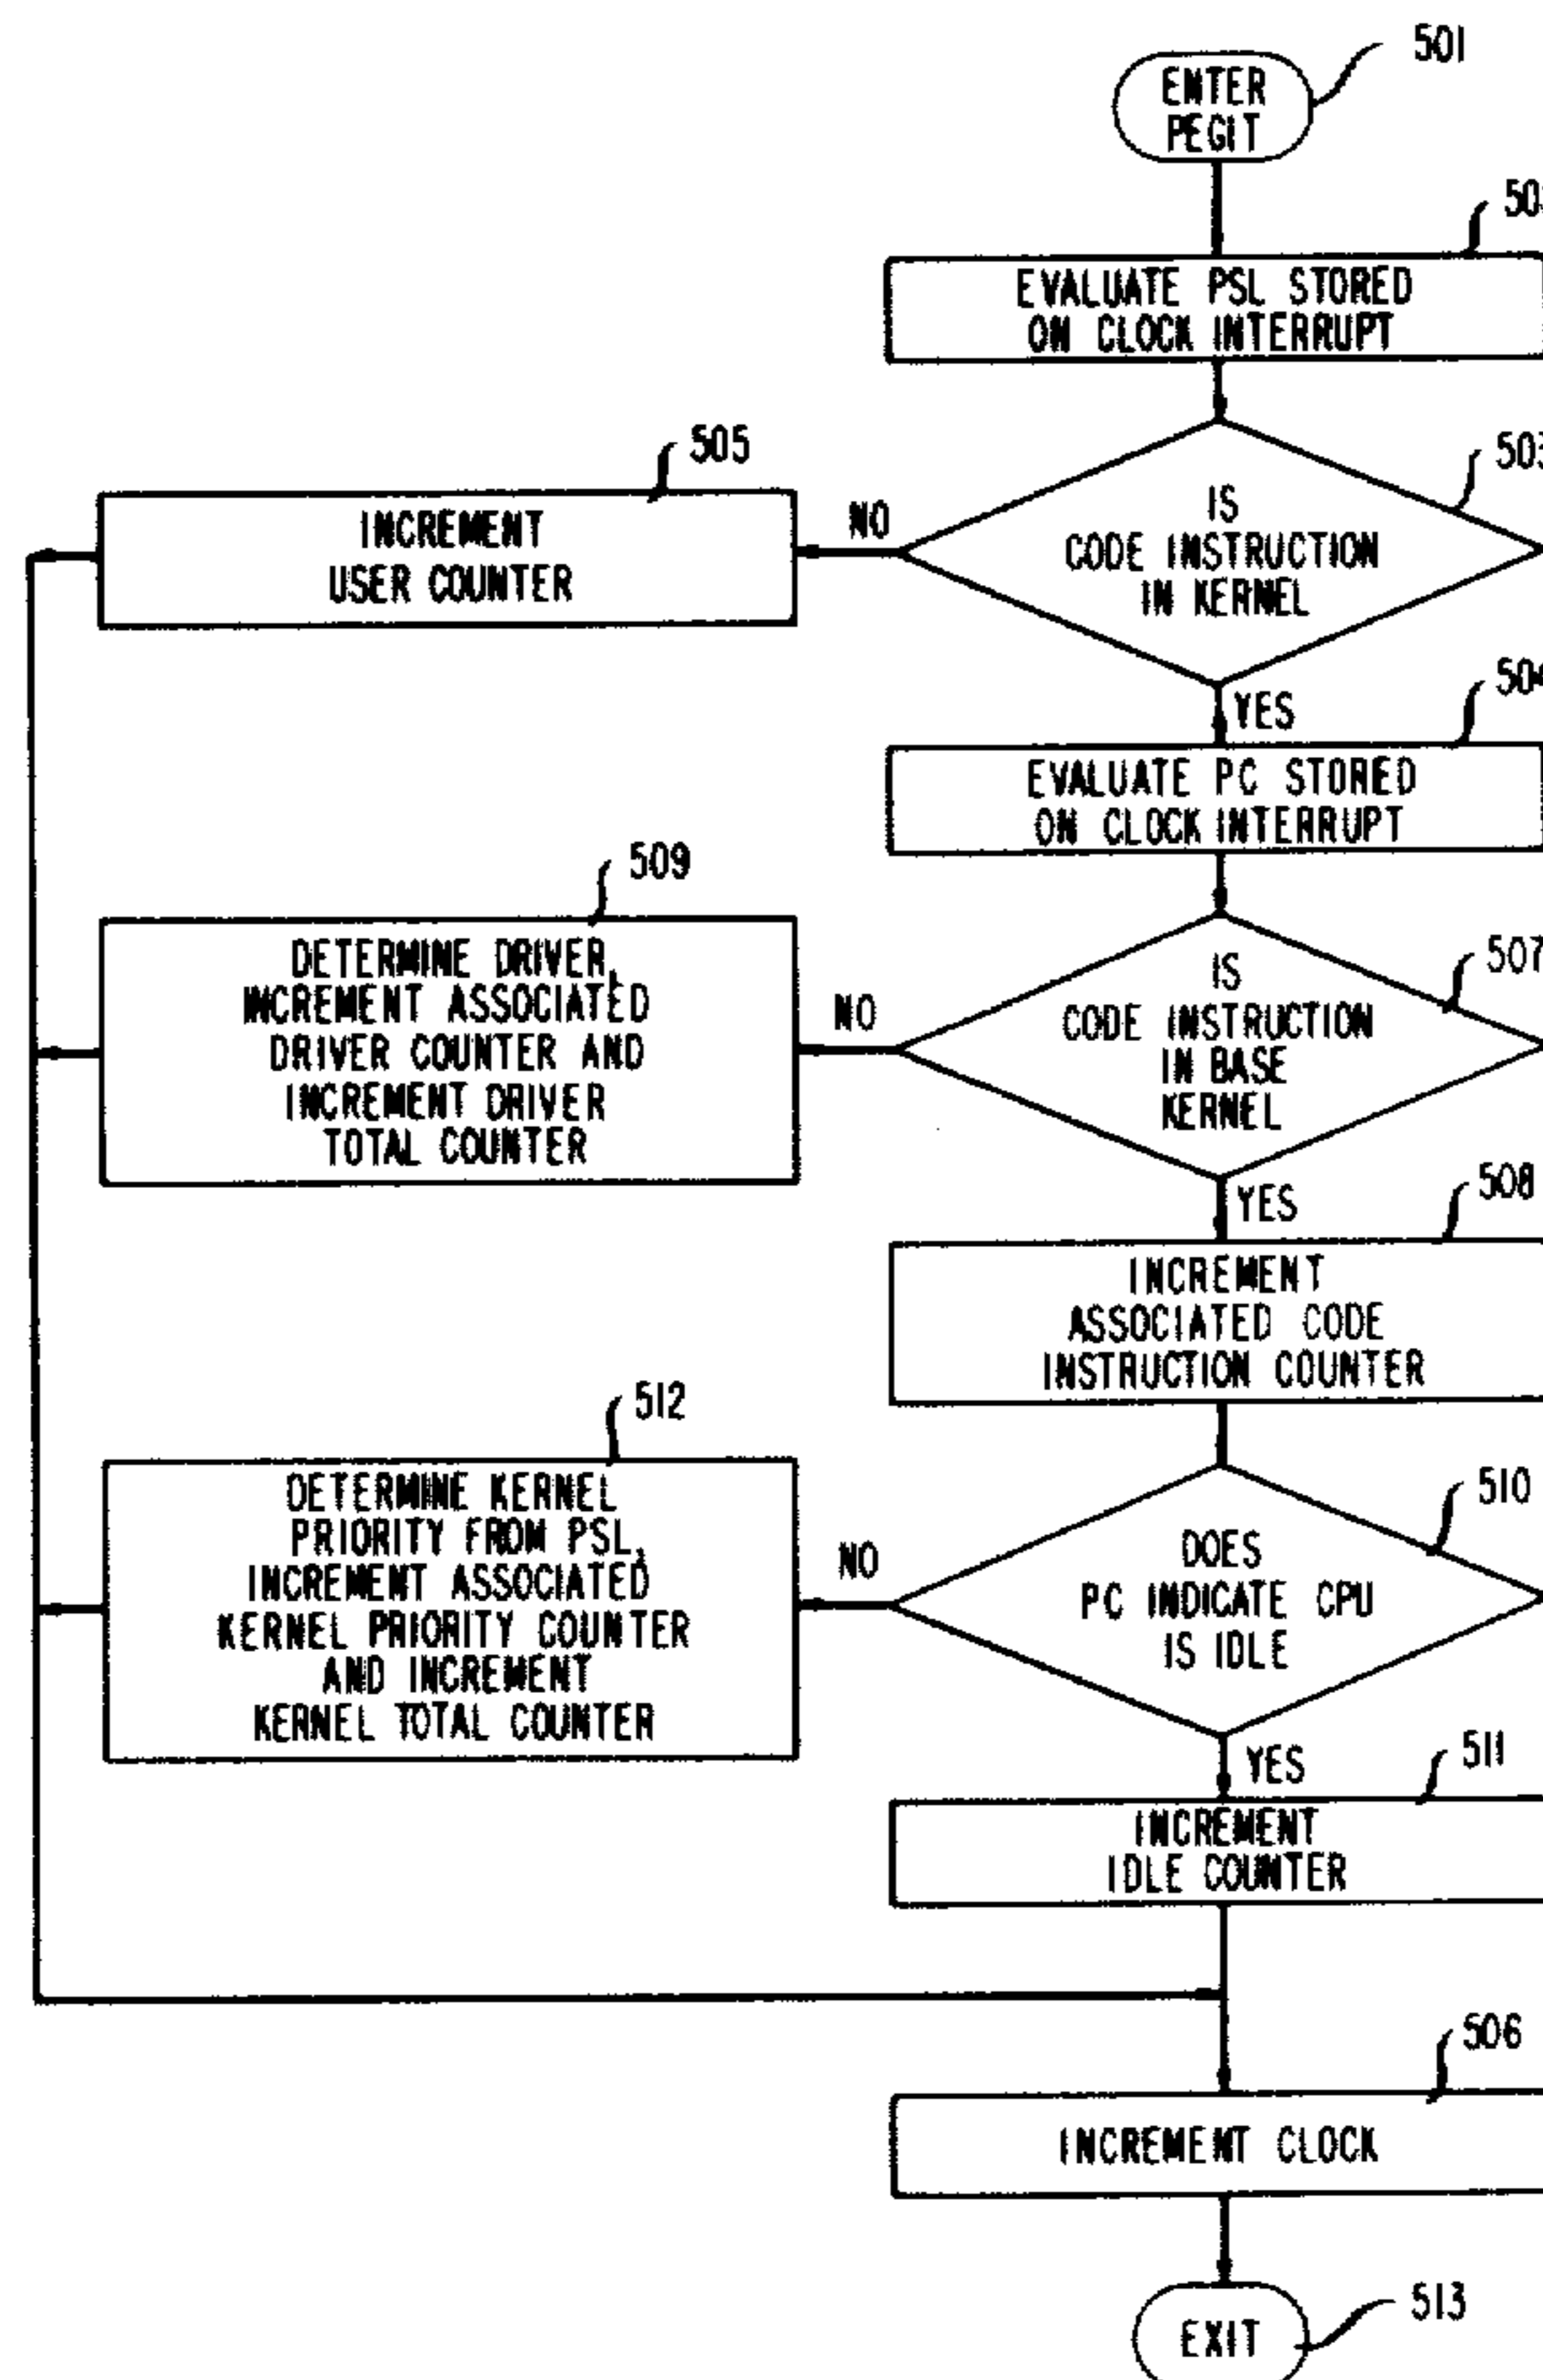 501
ENTER
PEGIT
EVALUATE PSL STORED
ON CLOCK INTERRUPT
503
IS
CODE INSTRUCTION
IN KERNEL
NO
505
INCREMENT
USER COUNTER
YES
504
EVALUATE PC STORED
ON CLOCK INTERRUPT
507
IS
CODE INSTRUCTION
IN BASE
KERNEL
NO
509
DETERMINE DRIVER,
INCREMENT ASSOCIATED
DRIVER COUNTER AND
INCREMENT DRIVER
TOTAL COUNTER
YES
508
INCREMENT
ASSOCIATED CODE
INSTRUCTION COUNTER
510
DOES
PC INDICATE CPU
IS IDLE
NO
512
DETERMINE KERNEL
PRIORITY FROM PSL,
INCREMENT ASSOCIATED
KERNEL PRIORITY COUNTER
AND INCREMENT
KERNEL TOTAL COUNTER
YES
511
INCREMENT
IDLE COUNTER
506
INCREMENT CLOCK
EXIT
513